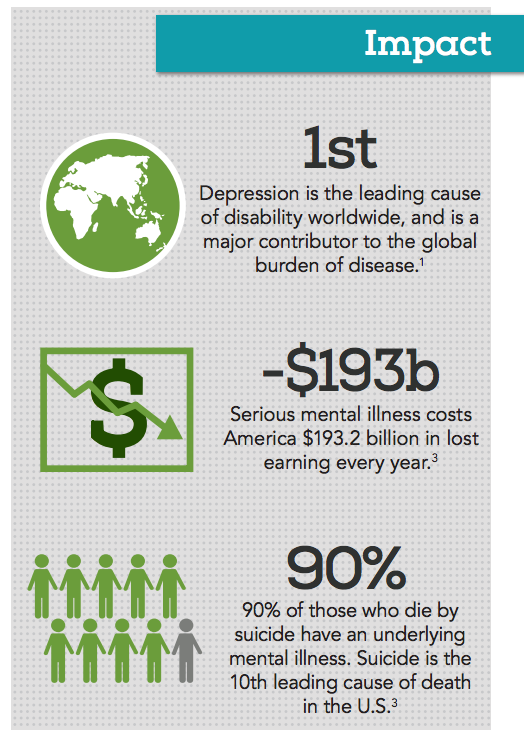 Impact
1st
Depression is the leading cause
of disability worldwide, and is a
major contributor to the global
burden of disease.¹
-$193b
Serious mental illness costs
America $193.2 billion in lost
earning every year.³
$
90%
90% of those who die by
suicide have an underlying
mental illness. Suicide is the
10th leading cause of death
in the U.S.³